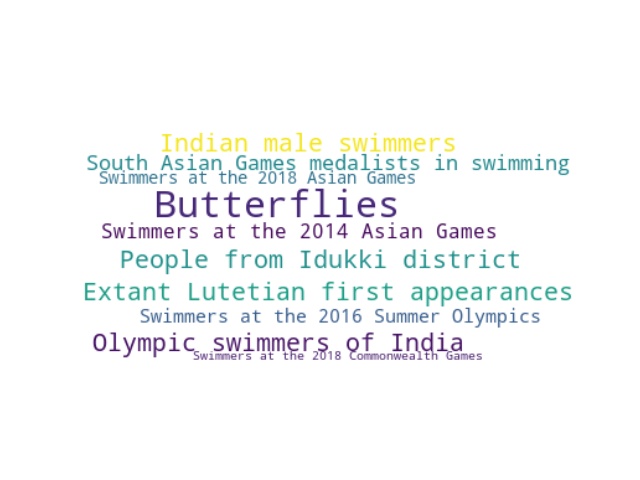 Indian male swimmers
South Asian Games medalists in swimming
Swimmers at the 2018 Asian Games
Butterflies
Swimmers at the 2014 Asian Games
People from Idukki district
Extant Lutetian first appearances
Swimmers at the 2016 Summer Olympics
Olympic swimmers of India
Swimmers at the 2018 Commonwealth Games